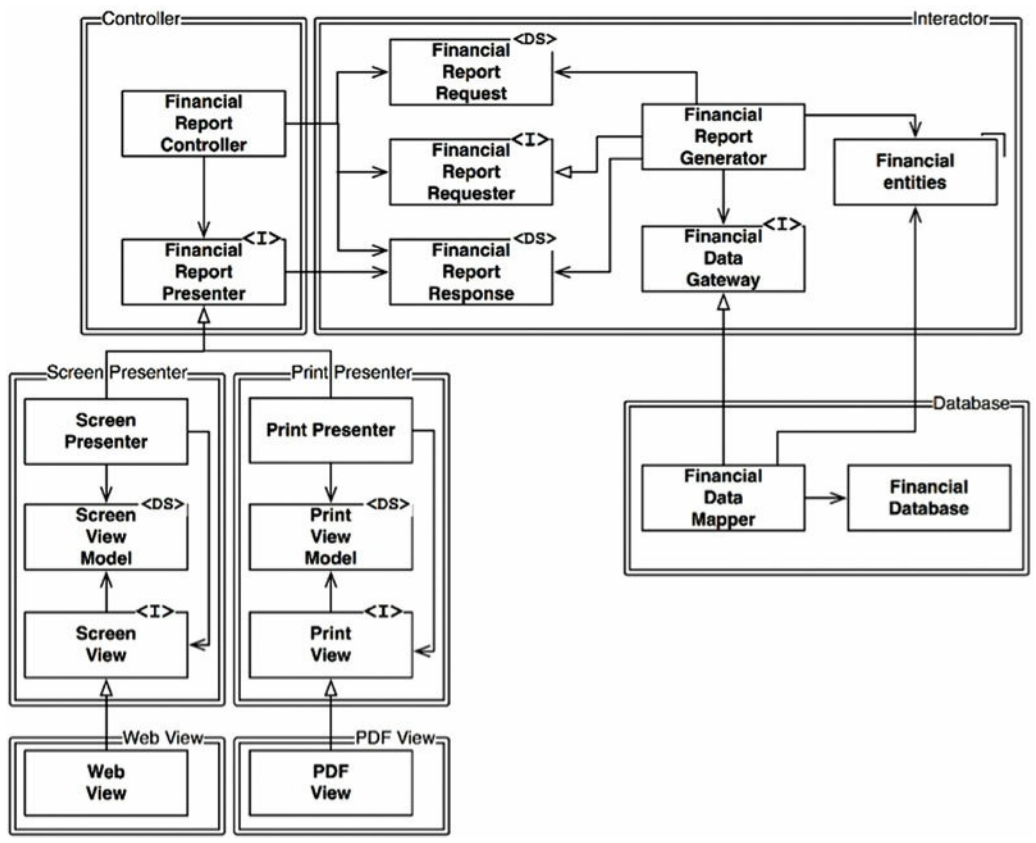 Controller
Interactor
Financial
Report
Controller
<I>
Financial
Report
Presenter
<DS>
Financial
Report
Request
<I>
Financial
Report
Requester
<DS>
Financial
Report
Response
Financial
Report
Generator
<I>
Financial
Data
Gateway
Financial
entities
Screen Presenter
Screen
Presenter
<DS>
Screen
View
Model
<I>
Screen
View
Print Presenter
Print Presenter
<DS>
Print
View
Model
<I>
Print
View
Database
Financial
Data
Mapper
Financial
Database
Web View
Web
View
PDF View
PDF
View